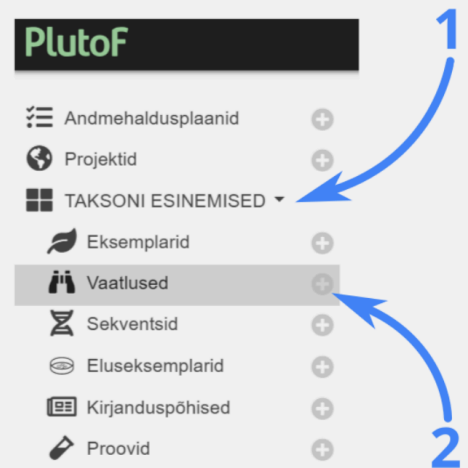 1
PlutoF
Andmehaldusplaanid
Projektid
TAKSONI ESINEMISED
Eksemplarid
Vaatlused
Sekventsid
Eluseksemplarid
Kirjanduspõhised
Proovid
2